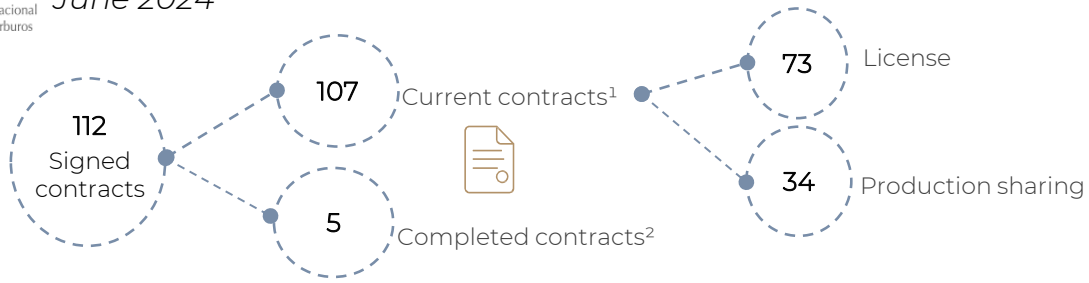 June 2024
112
Signed
contracts
107
Current contracts¹
5
Completed contracts²
73
License
34
Production sharing